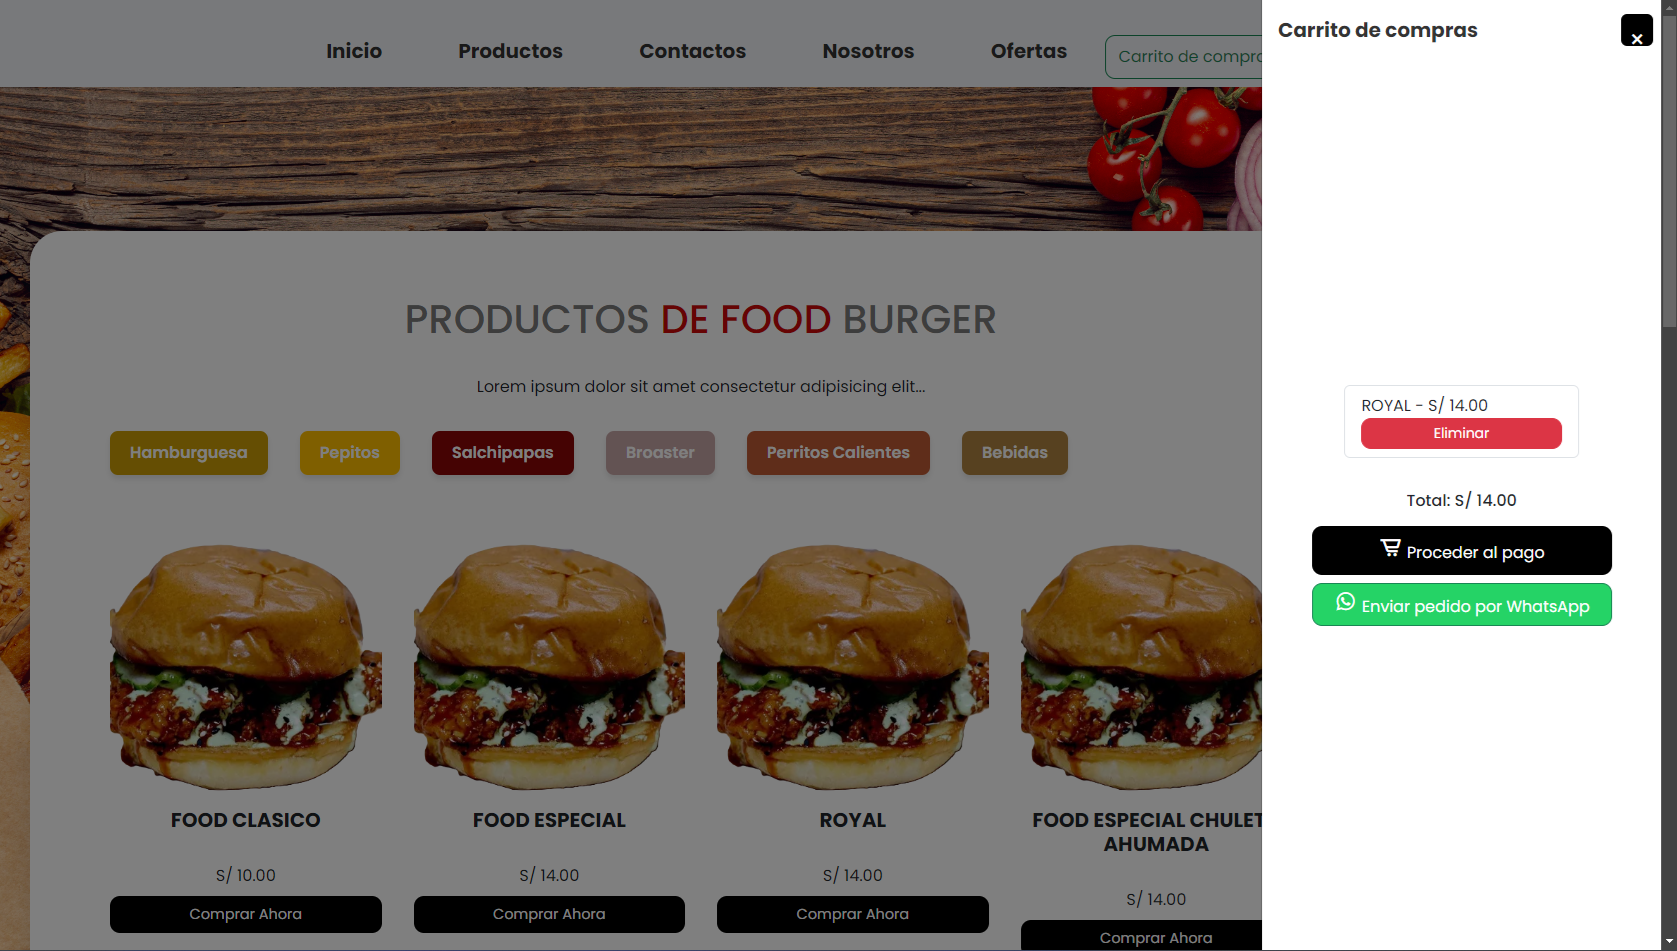 Inicio Productos Contactos Nosotros Ofertas Carrito de compra
PRODUCTOS DE FOOD BURGER
Lorem ipsum dolor sit amet consectetur adipisicing elit...
Hamburguesa Pepitos Salchipapas Broaster Perritos Calientes Bebidas
FOOD CLASICO
S/ 10.00
Comprar Ahora
FOOD ESPECIAL
S/ 14.00
Comprar Ahora
ROYAL
S/ 14.00
Comprar Ahora
FOOD ESPECIAL CHULET
AHUMADA
S/ 14.00
Comprar Ahora
Carrito de compras
×
ROYAL - S/ 14.00
Eliminar
Total: S/ 14.00
Proceder al pago
Enviar pedido por WhatsApp